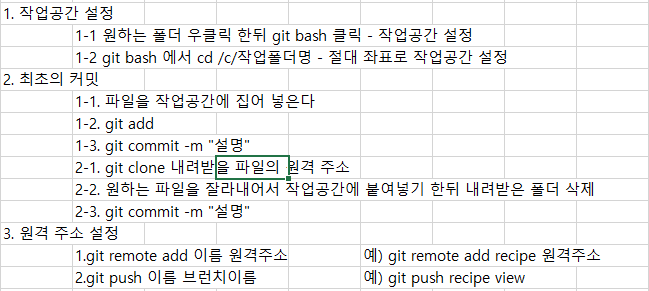 1. 작업공간 설정
1-1 원하는 폴더 우클릭 한뒤 git bash 클릭 - 작업공간 설정
1-2 git bash 에서 cd /c/작업폴더명 - 절대 좌표로 작업공간 설정
2. 최초의 커밋
1-1. 파일을 작업공간에 집어 넣은다
1-2. git add
1-3. git commit -m "설명"
2-1. git clone 내려받을 파일의 원격 주소
2-2. 원하는 파일을 잘라내어서 작업공간에 붙여넣기 한뒤 내려받은 폴더 삭제
2-3. git commit -m "설명"
3. 원격 주소 설정
1.git remote add 이름 원격주소 예) git remote add recipe 원격주소
2.git push 이름 브런치이름 예) git push recipe view